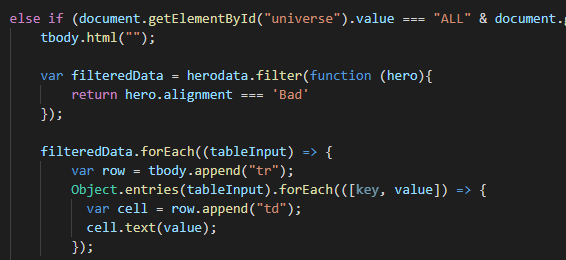 else if (document.getElementById("universe").value === "ALL" & document.
tbody.html("");
var filteredData = herodata.filter(function (hero){
return hero.alignment === 'Bad'
});
filteredData.forEach((tableInput) => {
var row = tbody.append("tr");
Object.entries(tableInput).forEach(([key, value]) => {
var cell = row.append("td");
cell.text(value);
});